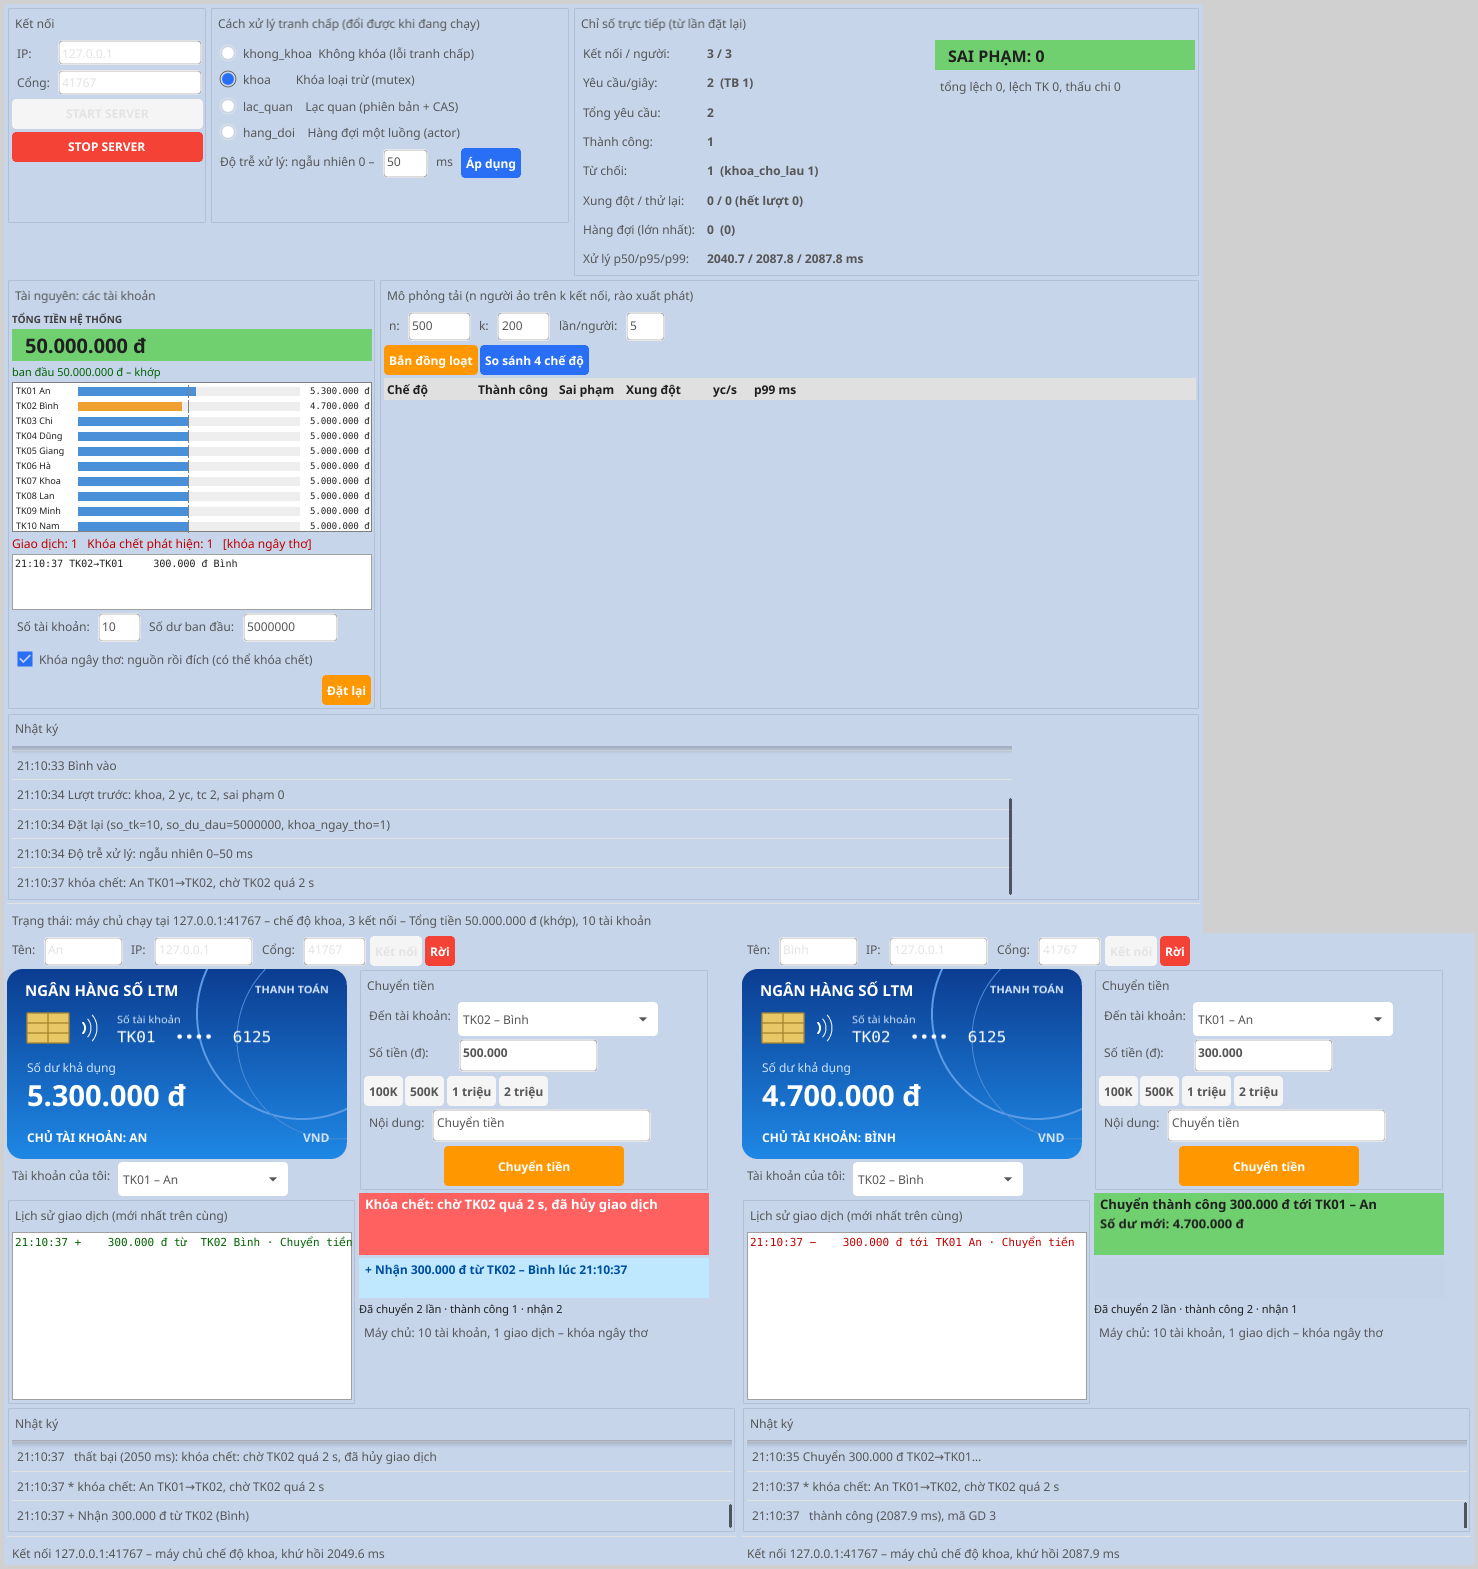 Kết nối
IP: 127.0.0.1
Cổng: 41767
START SERVER
STOP SERVER
Cách xử lý tranh chấp (đổi được khi đang chạy)
khong_khoa Không khóa (lỗi tranh chấp)
khoa Khóa loại trừ (mutex)
lac_quan Lạc quan (phiên bản + CAS)
hang_doi Hàng đợi một luồng (actor)
Độ trễ xử lý: ngẫu nhiên 0 – 50 ms Áp dụng
Chỉ số trực tiếp (từ lần đặt lại)
Kết nối / người: 3 / 3
Yêu cầu/giây: 2 (TB 1)
Tổng yêu cầu: 2
Thành công: 1
Từ chối: 1 (khoa_cho_lau 1)
Xung đột / thử lại: 0 / 0 (hết lượt 0)
Hàng đợi (lớn nhất): 0 (0)
Xử lý p50/p95/p99: 2040.7 / 2087.8 / 2087.8 ms
SAI PHẠM: 0
tổng lệch 0, lệch TK 0, thấu chi 0
Tài nguyên: các tài khoản
TỔNG TIỀN HỆ THỐNG
50.000.000 đ
ban đầu 50.000.000 đ – khớp
TK01 An 5.300.000 đ
TK02 Bình 4.700.000 đ
TK03 Chi 5.000.000 đ
TK04 Dũng 5.000.000 đ
TK05 Giang 5.000.000 đ
TK06 Hà 5.000.000 đ
TK07 Khoa 5.000.000 đ
TK08 Lan 5.000.000 đ
TK09 Minh 5.000.000 đ
TK10 Nam 5.000.000 đ
Giao dịch: 1 Khóa chết phát hiện: 1 [khóa ngây thơ]
21:10:37 TK02→TK01 300.000 đ Bình
Số tài khoản: 10 Số dư ban đầu: 5000000
Khóa ngây thơ: nguồn rồi đích (có thể khóa chết)
Đặt lại
Mô phỏng tải (n người ảo trên k kết nối, rào xuất phát)
n: 500 k: 200 lần/người: 5
Bắn đồng loạt So sánh 4 chế độ
Chế độ Thành công Sai phạm Xung đột yc/s p99 ms
Nhật ký
21:10:33 Bình vào
21:10:34 Lượt trước: khoa, 2 yc, tc 2, sai phạm 0
21:10:34 Đặt lại (so_tk=10, so_du_dau=5000000, khoa_ngay_tho=1)
21:10:34 Độ trễ xử lý: ngẫu nhiên 0–50 ms
21:10:37 khóa chết: An TK01→TK02, chờ TK02 quá 2 s
Trạng thái: máy chủ chạy tại 127.0.0.1:41767 – chế độ khoa, 3 kết nối – Tổng tiền 50.000.000 đ (khớp), 10 tài khoản
Tên: An IP: 127.0.0.1 Cổng: 41767 Kết nối Rời
NGÂN HÀNG SỐ LTM THANH TOÁN
Số tài khoản
TK01 •••• 6125
Số dư khả dụng
5.300.000 đ
CHỦ TÀI KHOẢN: AN VND
Tài khoản của tôi: TK01 – An
Chuyển tiền
Đến tài khoản: TK02 – Bình
Số tiền (đ): 500.000
100K 500K 1 triệu 2 triệu
Nội dung: Chuyển tiền
Chuyển tiền
Khóa chết: chờ TK02 quá 2 s, đã hủy giao dịch
+ Nhận 300.000 đ từ TK02 – Bình lúc 21:10:37
Đã chuyển 2 lần · thành công 1 · nhận 2
Máy chủ: 10 tài khoản, 1 giao dịch – khóa ngây thơ
Lịch sử giao dịch (mới nhất trên cùng)
21:10:37 + 300.000 đ từ TK02 Bình · Chuyển tiền
Nhật ký
21:10:37 thất bại (2050 ms): khóa chết: chờ TK02 quá 2 s, đã hủy giao dịch
21:10:37 * khóa chết: An TK01→TK02, chờ TK02 quá 2 s
21:10:37 + Nhận 300.000 đ từ TK02 (Bình)
Kết nối 127.0.0.1:41767 – máy chủ chế độ khoa, khứ hồi 2049.6 ms
Tên: Bình IP: 127.0.0.1 Cổng: 41767 Kết nối Rời
NGÂN HÀNG SỐ LTM THANH TOÁN
Số tài khoản
TK02 •••• 6125
Số dư khả dụng
4.700.000 đ
CHỦ TÀI KHOẢN: BÌNH VND
Tài khoản của tôi: TK02 – Bình
Chuyển tiền
Đến tài khoản: TK01 – An
Số tiền (đ): 300.000
100K 500K 1 triệu 2 triệu
Nội dung: Chuyển tiền
Chuyển tiền
Chuyển thành công 300.000 đ tới TK01 – An
Số dư mới: 4.700.000 đ
Đã chuyển 2 lần · thành công 2 · nhận 1
Máy chủ: 10 tài khoản, 1 giao dịch – khóa ngây thơ
Lịch sử giao dịch (mới nhất trên cùng)
21:10:37 − 300.000 đ tới TK01 An · Chuyển tiền
Nhật ký
21:10:35 Chuyển 300.000 đ TK02→TK01...
21:10:37 * khóa chết: An TK01→TK02, chờ TK02 quá 2 s
21:10:37 thành công (2087.9 ms), mã GD 3
Kết nối 127.0.0.1:41767 – máy chủ chế độ khoa, khứ hồi 2087.9 ms